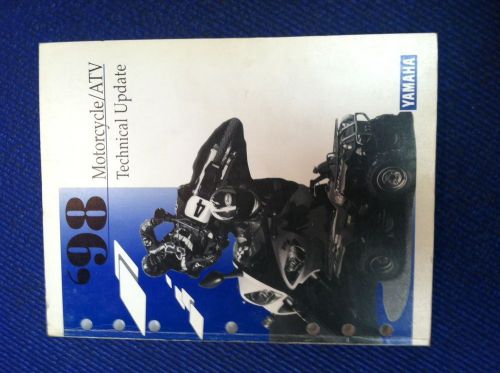 '98
Motorcycle/ATV
Technical Update
4
YAMAHA